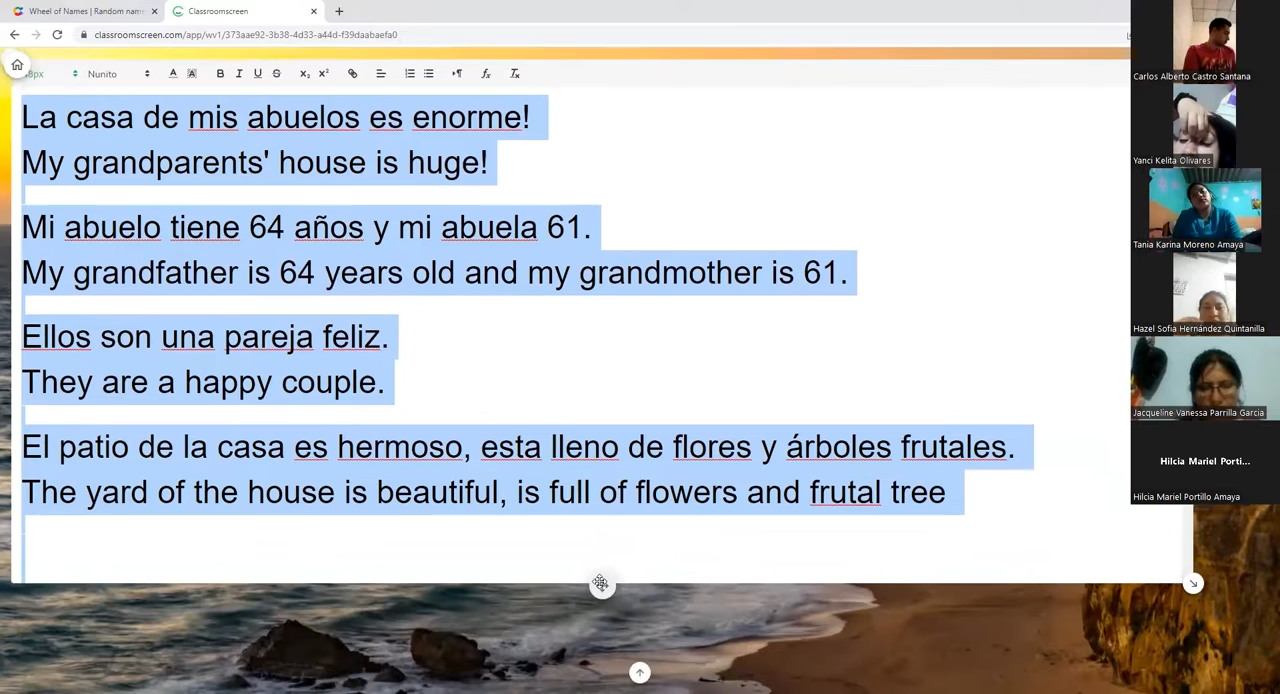 Wheel of Names | Random nam
Classroomscreen
classroomscreen.com/app/wv1/373aae92-3b38-4d33-a44d-f39daabaefa0
8px
Nunito
La casa de mis abuelos es enorme!
My grandparents' house is huge!
Mi abuelo tiene 64 años y mi abuela 61.
My grandfather is 64 years old and my grandmother is 61.
Ellos son una pareja feliz.
They are a happy couple.
El patio de la casa es hermoso, esta lleno de flores y árboles frutales.
The yard of the house is beautiful, is full of flowers and frutal tree
Carlos Alberto Castro Santana
Yanci Kelita Olivares
Tania Karina Moreno Amaya
Hazel Sofia Hernández Quintanilla
Jacqueline Vanessa Parrilla Garcia
Hilcia Mariel Porti...
Hilcia Mariel Portillo Amaya